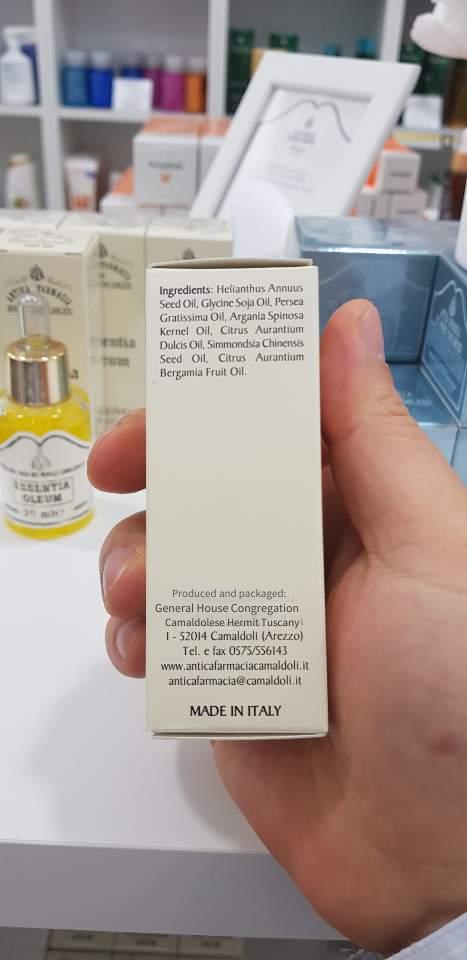 Ingredients: Helianthus Annuus
Seed Oil, Glycine Soja Oil, Persea
Gratissima Oil, Argania Spinosa
Kernel Oil, Citrus Aurantium
Dulcis Oil, Simmondsia Chinensis
Seed Oil, Citrus Aurantium
Bergamia Fruit Oil.
Produced and packaged:
General House Congregation
Camaldolese Hermit Tuscany
I - 52014 Camaldoli (Arezzo)
Tel. e fax 0575/556143
www.anticafarmaciacamaldoli.it
anticafarmacia@camaldoli.it
MADE IN ITALY
ESSENTIA
OLEUM
30 ml